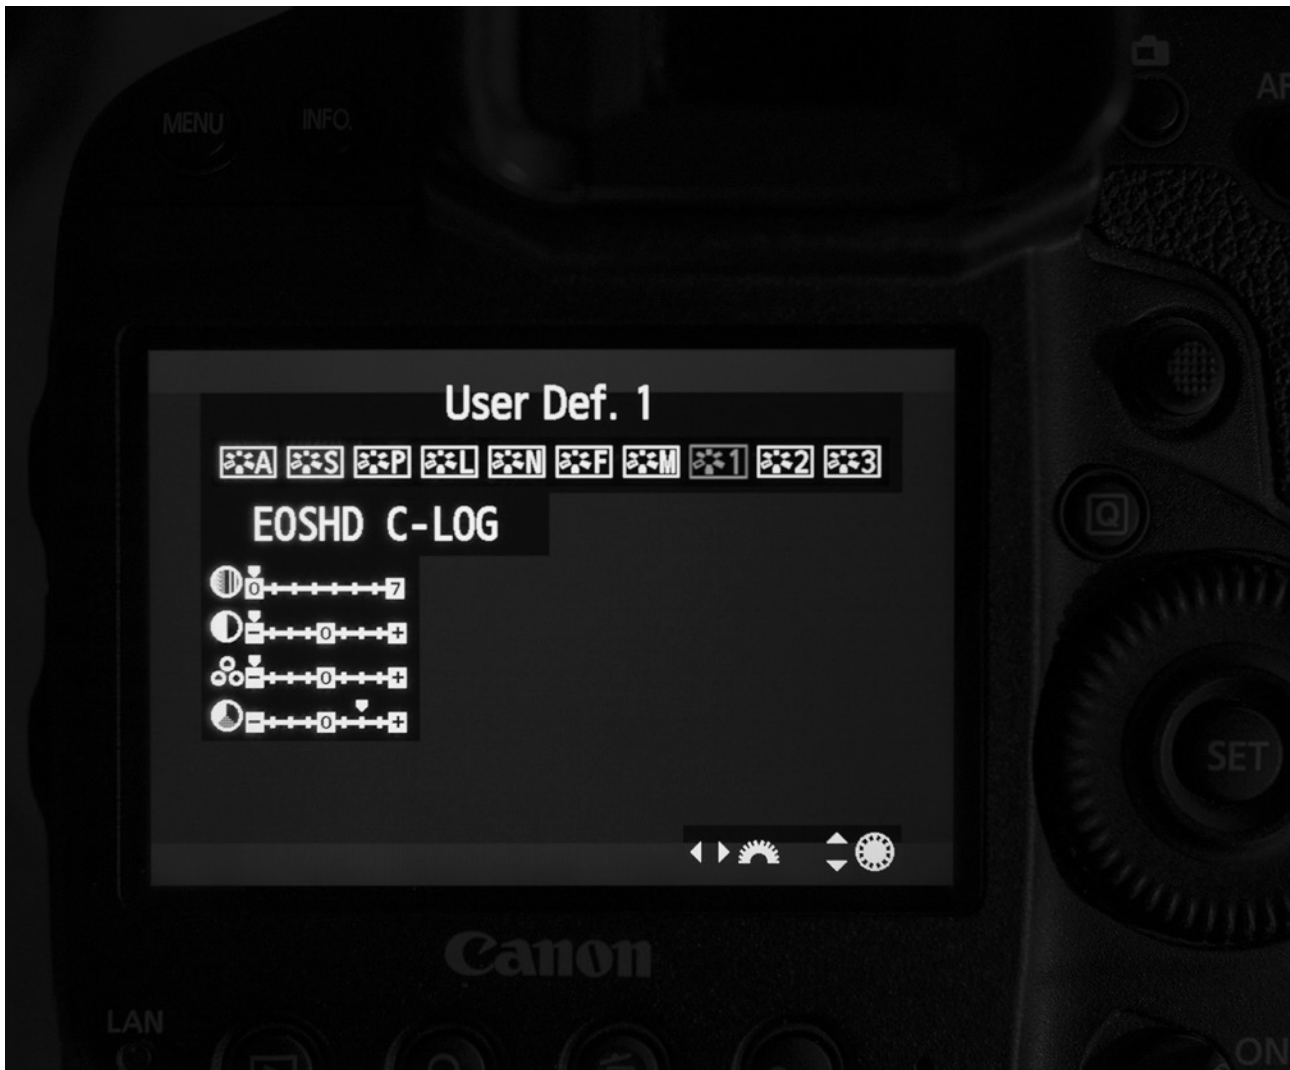 MENU INFO.
AF
User Def. 1
A S P L N F M 1 2 3
EOSHD C-LOG
0 7
- 0 +
- 0 +
- 0 +
Q
SET
Canon
LAN
ON